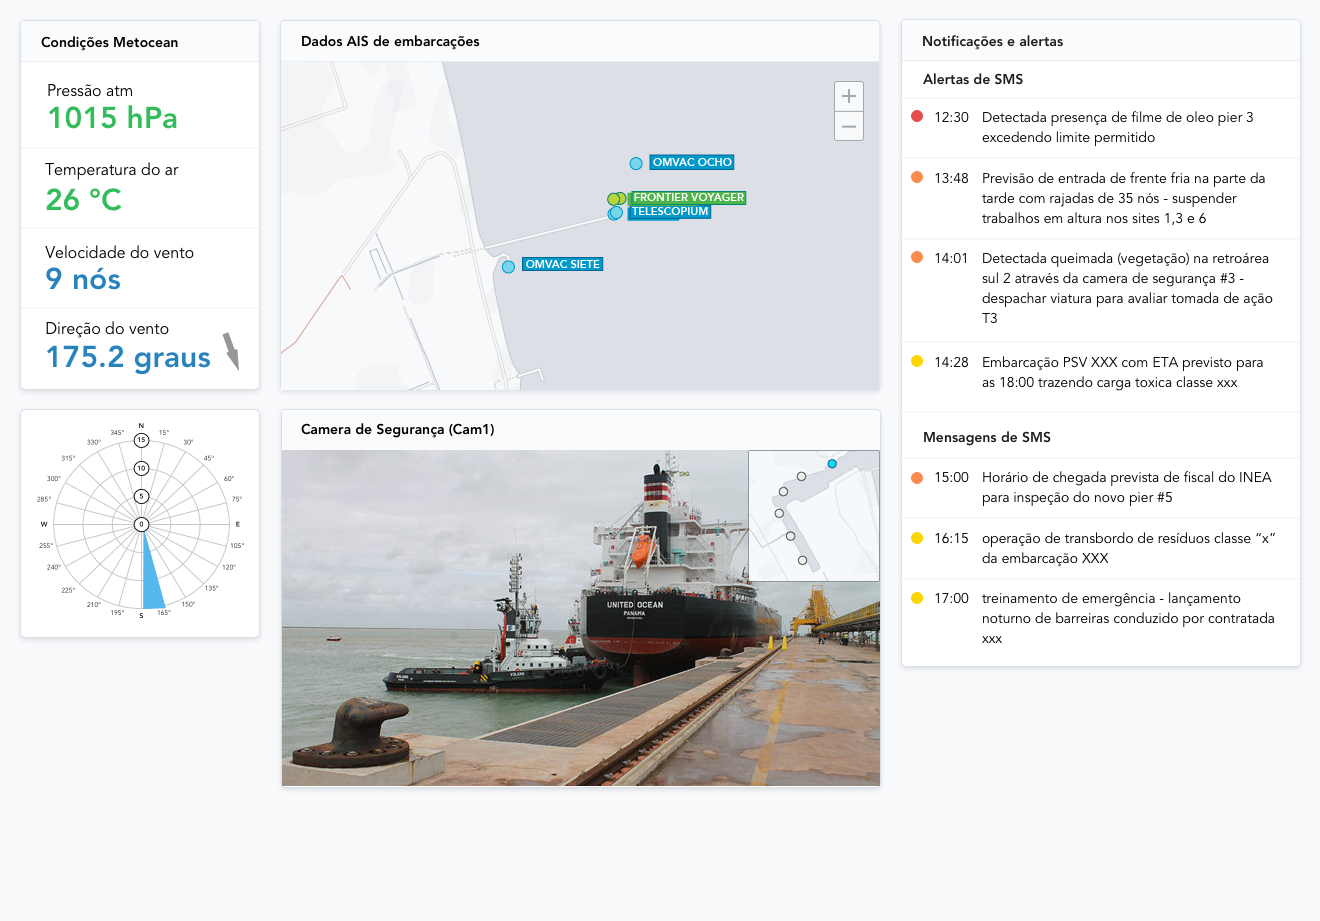 Condições Metocean
Pressão atm
1015 hPa
Temperatura do ar
26 °C
Velocidade do vento
9 nós
Direção do vento
175.2 graus
N
345° 15°
330° 30°
315° 45°
300° 60°
285° 75°
W E
255° 105°
240° 120°
225° 135°
210° 150°
195° 165°
S
15
10
5
0
Dados AIS de embarcações
+
−
OMVAC OCHO
FRONTIER VOYAGER
TELESCOPIUM
OMVAC SIETE
Camera de Segurança (Cam1)
UNITED OCEAN
PANAMA
VOLANS
VOLANS
Notificações e alertas
Alertas de SMS
12:30 Detectada presença de filme de oleo pier 3
excedendo limite permitido
13:48 Previsão de entrada de frente fria na parte da
tarde com rajadas de 35 nós - suspender
trabalhos em altura nos sites 1,3 e 6
14:01 Detectada queimada (vegetação) na retroárea
sul 2 através da camera de segurança #3 -
despachar viatura para avaliar tomada de ação
T3
14:28 Embarcação PSV XXX com ETA previsto para
as 18:00 trazendo carga toxica classe xxx
Mensagens de SMS
15:00 Horário de chegada prevista de fiscal do INEA
para inspeção do novo pier #5
16:15 operação de transbordo de resíduos classe “x”
da embarcação XXX
17:00 treinamento de emergência - lançamento
noturno de barreiras conduzido por contratada
xxx